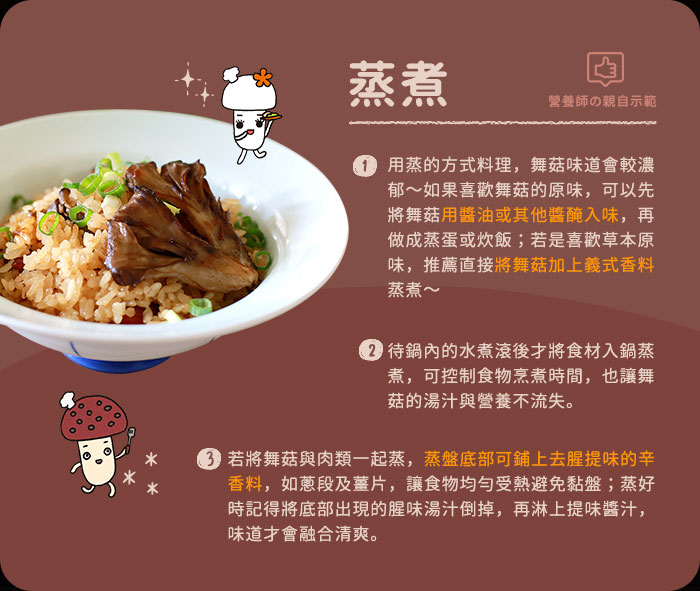 蒸煮
營養師の親自示範
1 用蒸的方式料理，舞菇味道會較濃
郁～如果喜歡舞菇的原味，可以先
將舞菇用醬油或其他醬醃入味，再
做成蒸蛋或炊飯；若是喜歡草本原
味，推薦直接將舞菇加上義式香料
蒸煮～
2 待鍋內的水煮滾後才將食材入鍋蒸
煮，可控制食物烹煮時間，也讓舞
菇的湯汁與營養不流失。
3 若將舞菇與肉類一起蒸，蒸盤底部可鋪上去腥提味的辛
香料，如蔥段及薑片，讓食物均勻受熱避免黏盤；蒸好
時記得將底部出現的腥味湯汁倒掉，再淋上提味醬汁，
味道才會融合清爽。